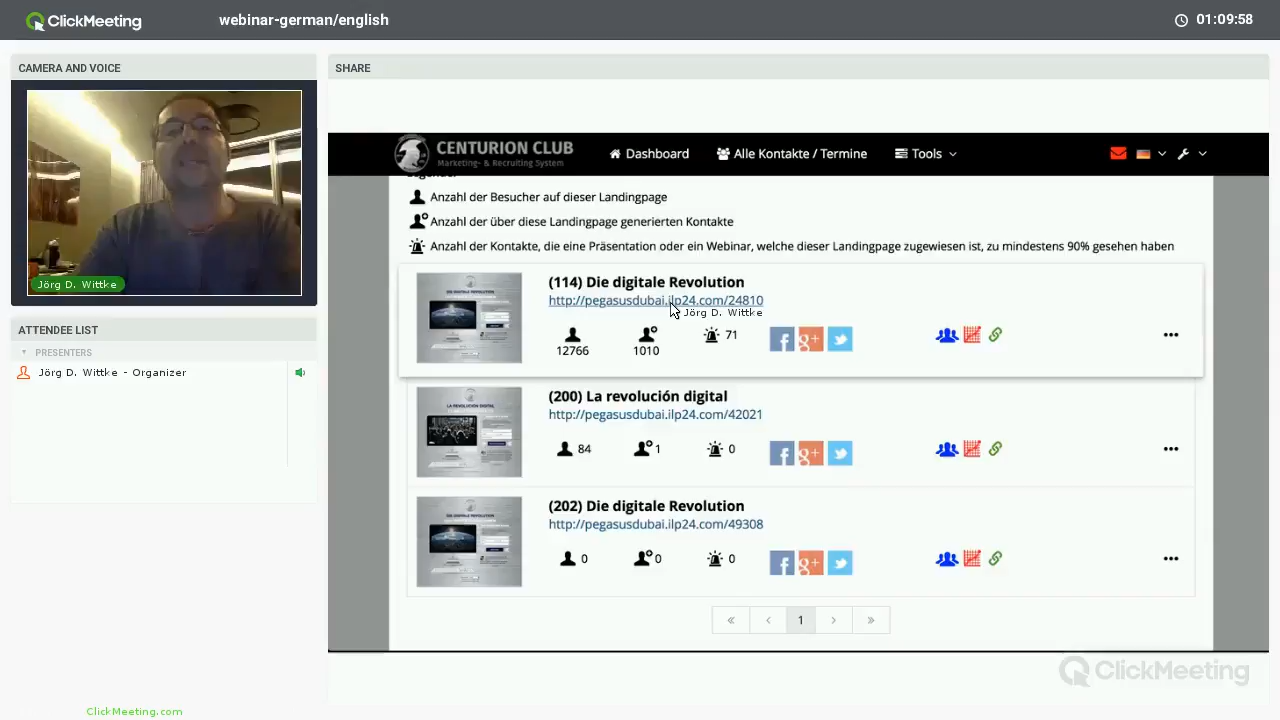 ClickMeeting
webinar-german/english
01:09:58
CAMERA AND VOICE
Jörg D. Wittke
ATTENDEE LIST
PRESENTERS
Jörg D. Wittke - Organizer
ClickMeeting.com
SHARE
CENTURION CLUB
Marketing- & Recruiting System
Dashboard
Alle Kontakte / Termine
Tools
Anzahl der Besucher auf dieser Landingpage
Anzahl der über diese Landingpage generierten Kontakte
Anzahl der Kontakte, die eine Präsentation oder ein Webinar, welche dieser Landingpage zugewiesen ist, zu mindestens 90% gesehen haben
(114) Die digitale Revolution
http://pegasusdubai.ilp24.com/24810
Jörg D. Wittke
12766
1010
71
(200) La revolución digital
http://pegasusdubai.ilp24.com/42021
84
1
0
(202) Die digitale Revolution
http://pegasusdubai.ilp24.com/49308
0
0
0
« ‹ 1 › »
ClickMeeting